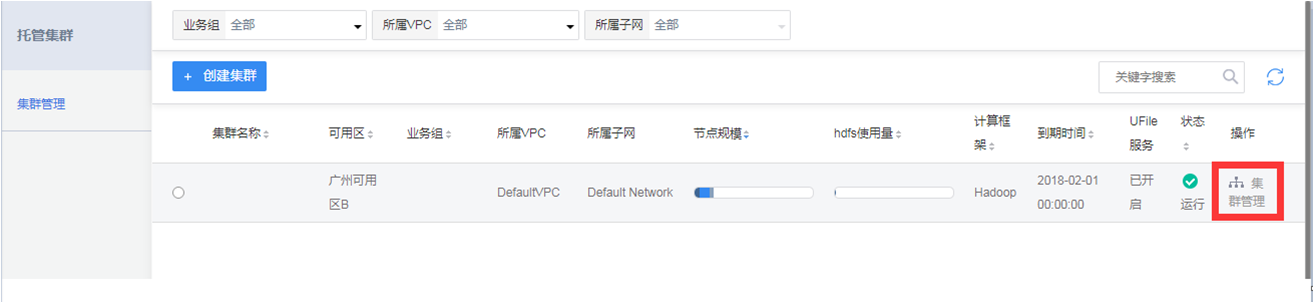 托管集群
集群管理
业务组 全部 所属VPC 全部 所属子网 全部
+ 创建集群 关键字搜索
集群名称 可用区 业务组 所属VPC 所属子网 节点规模 hdfs使用量 计算框架 到期时间 UFile服务 状态 操作
广州可用区B DefaultVPC Default Network Hadoop 2018-02-01 00:00:00 已开启 运行 集群管理